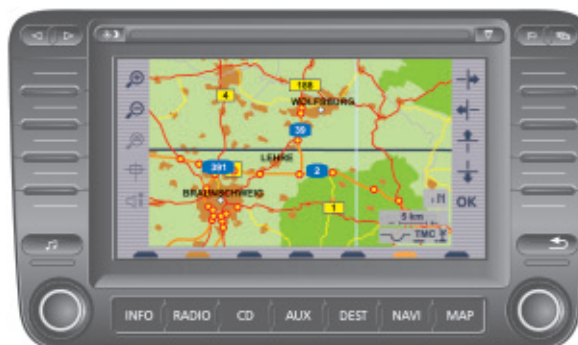 188
4
WOLFSBURG
39
LEHRE
391
2
BRAUNSCHWEIG
1
N
OK
5 km
TMC
INFO RADIO CD AUX DEST NAVI MAP